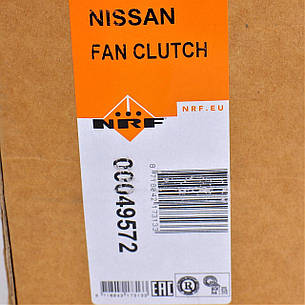 NISSAN
FAN CLUTCH
NRF
NRF.EU
00049572
EAC
R